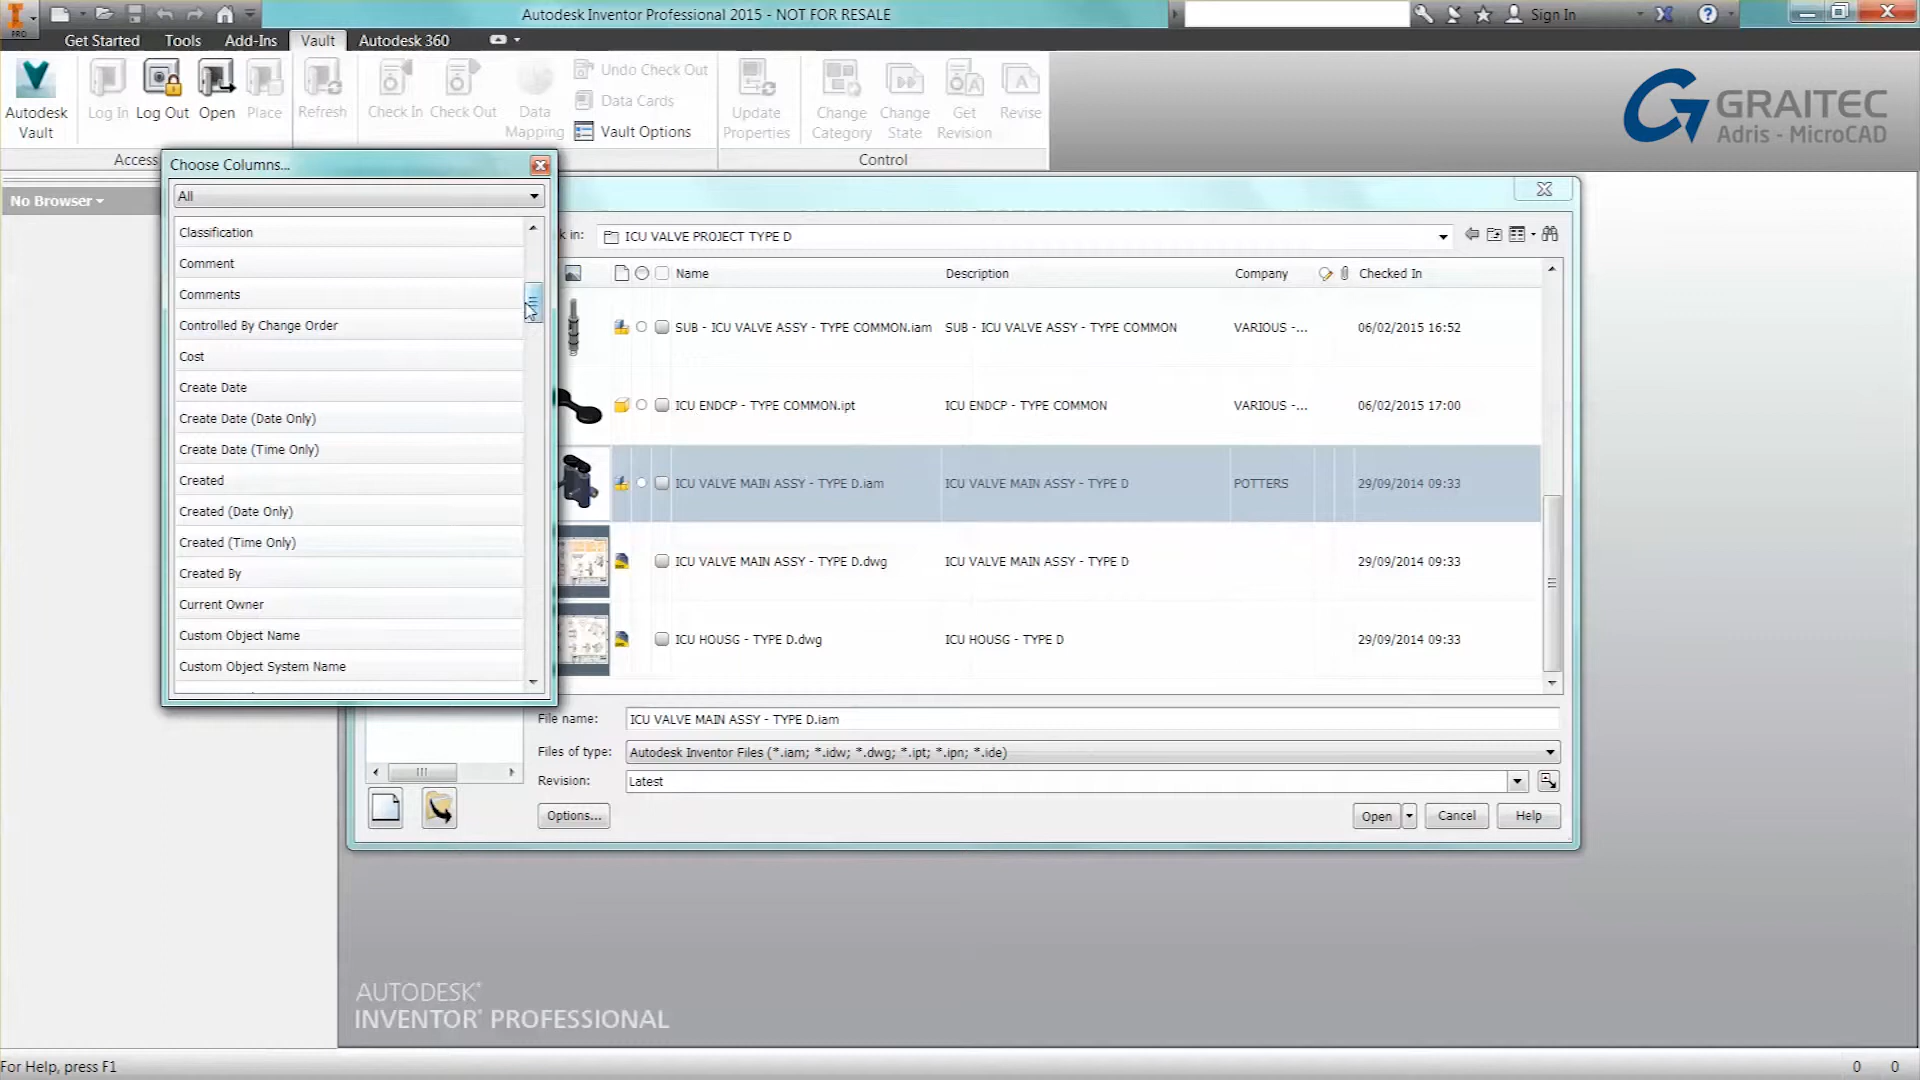 Autodesk Inventor Professional 2015 - NOT FOR RESALE
Sign In
PRO
Get Started
Tools
Add-Ins
Vault
Autodesk 360
Autodesk
Vault
Log In
Log Out
Open
Place
Refresh
Check In
Check Out
Data
Mapping
Undo Check Out
Data Cards
Vault Options
Update
Properties
Change
Category
Change
State
Get
Revision
Revise
GRAITEC
Adris - MicroCAD
Access
Control
No Browser
Choose Columns...
All
Classification
Comment
Comments
Controlled By Change Order
Cost
Create Date
Create Date (Date Only)
Create Date (Time Only)
Created
Created (Date Only)
Created (Time Only)
Created By
Current Owner
Custom Object Name
Custom Object System Name
k in:
ICU VALVE PROJECT TYPE D
Name
Description
Company
Checked In
SUB - ICU VALVE ASSY - TYPE COMMON.iam
SUB - ICU VALVE ASSY - TYPE COMMON
VARIOUS -...
06/02/2015 16:52
ICU ENDCP - TYPE COMMON.ipt
ICU ENDCP - TYPE COMMON
VARIOUS -...
06/02/2015 17:00
ICU VALVE MAIN ASSY - TYPE D.iam
ICU VALVE MAIN ASSY - TYPE D
POTTERS
29/09/2014 09:33
ICU VALVE MAIN ASSY - TYPE D.dwg
ICU VALVE MAIN ASSY - TYPE D
29/09/2014 09:33
ICU HOUSG - TYPE D.dwg
ICU HOUSG - TYPE D
29/09/2014 09:33
File name:
ICU VALVE MAIN ASSY - TYPE D.iam
Files of type:
Autodesk Inventor Files (*.iam; *.idw; *.dwg; *.ipt; *.ipn; *.ide)
Revision:
Latest
Options...
Open
Cancel
Help
AUTODESK®
INVENTOR® PROFESSIONAL
For Help, press F1
0
0